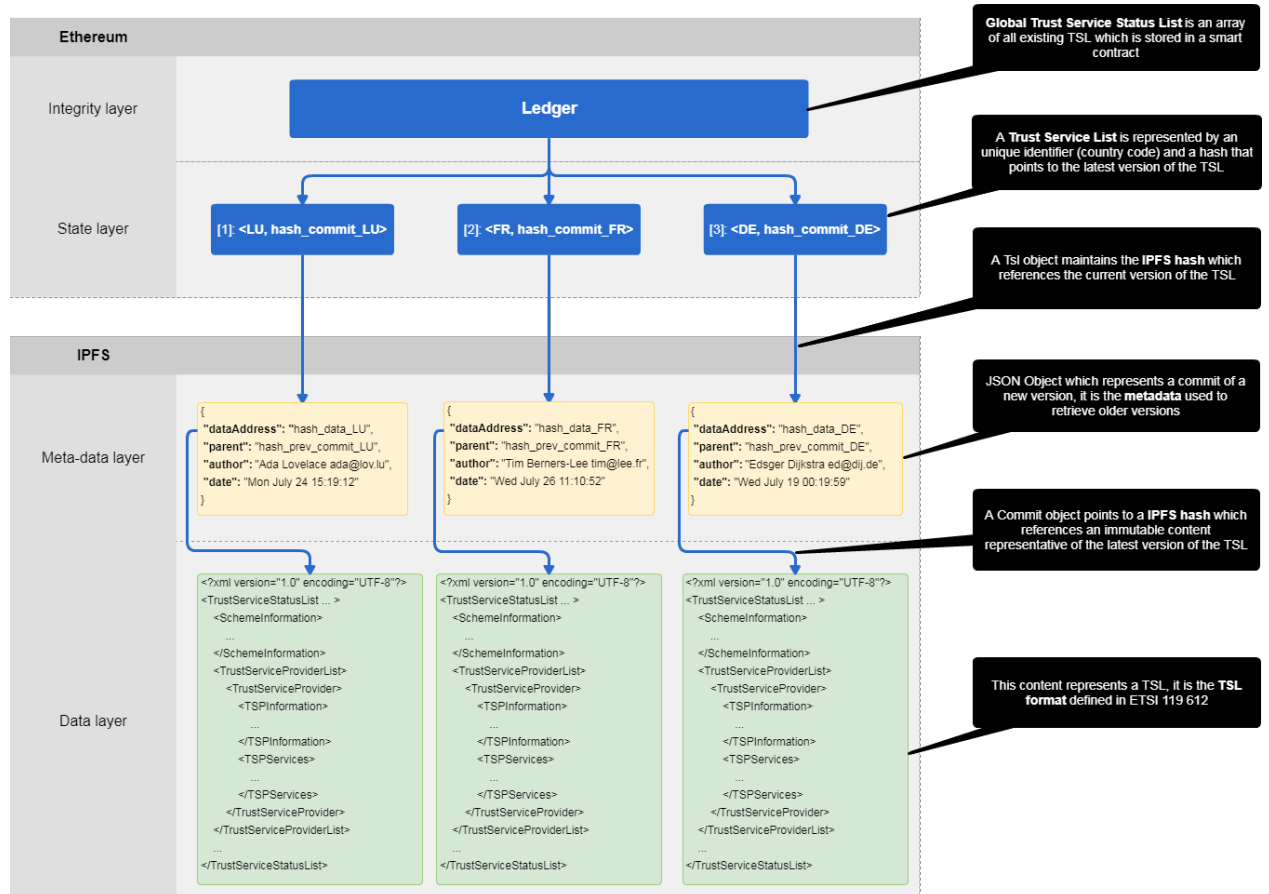 Ethereum
Global Trust Service Status List is an array
of all existing TSL which is stored in a smart
contract
Integrity layer
Ledger
A Trust Service List is represented by an
unique identifier (country code) and a hash that
points to the latest version of the TSL
State layer
[1]: <LU, hash_commit_LU>
[2]: <FR, hash_commit_FR>
[3]: <DE, hash_commit_DE>
A Tsl object maintains the IPFS hash which
references the current version of the TSL
IPFS
JSON Object which represents a commit of a
new version, it is the metadata used to
retrieve older versions
Meta-data layer
{
"dataAddress": "hash_data_LU",
"parent": "hash_prev_commit_LU",
"author": "Ada Lovelace ada@lov.lu",
"date": "Mon July 24 15:19:12"
}
{
"dataAddress": "hash_data_FR",
"parent": "hash_prev_commit_FR",
"author": "Tim Berners-Lee tim@lee.fr",
"date": "Wed July 26 11:10:52"
}
{
"dataAddress": "hash_data_DE",
"parent": "hash_prev_commit_DE",
"author": "Edsger Dijkstra ed@dij.de",
"date": "Wed July 19 00:19:59"
}
A Commit object points to a IPFS hash which
references an immutable content
representative of the latest version of the TSL
Data layer
<?xml version="1.0" encoding="UTF-8"?>
<TrustServiceStatusList ... >
<SchemeInformation>
...
</SchemeInformation>
<TrustServiceProviderList>
<TrustServiceProvider>
<TSPInformation>
...
</TSPInformation>
<TSPServices>
...
</TSPServices>
</TrustServiceProvider>
</TrustServiceProviderList>
...
</TrustServiceStatusList>
<?xml version="1.0" encoding="UTF-8"?>
<TrustServiceStatusList ... >
<SchemeInformation>
...
</SchemeInformation>
<TrustServiceProviderList>
<TrustServiceProvider>
<TSPInformation>
...
</TSPInformation>
<TSPServices>
...
</TSPServices>
</TrustServiceProvider>
</TrustServiceProviderList>
...
</TrustServiceStatusList>
<?xml version="1.0" encoding="UTF-8"?>
<TrustServiceStatusList ... >
<SchemeInformation>
...
</SchemeInformation>
<TrustServiceProviderList>
<TrustServiceProvider>
<TSPInformation>
...
</TSPInformation>
<TSPServices>
...
</TSPServices>
</TrustServiceProvider>
</TrustServiceProviderList>
...
</TrustServiceStatusList>
This content represents a TSL, it is the TSL
format defined in ETSI 119 612